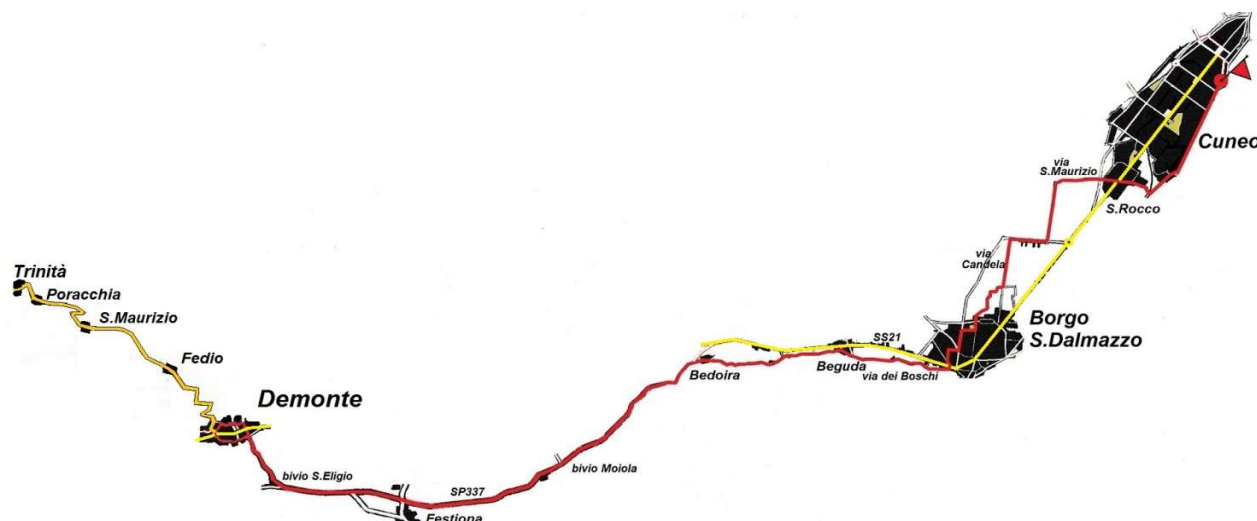 Cuneo
via
S.Maurizio
S.Rocco
via
Candela
Trinità
Poracchia
S.Maurizio
Borgo
S.Dalmazzo
Fedio
SS21
Bedoira
Beguda
via dei Boschi
Demonte
bivio Moiola
bivio S.Eligio
SP337
Festiona